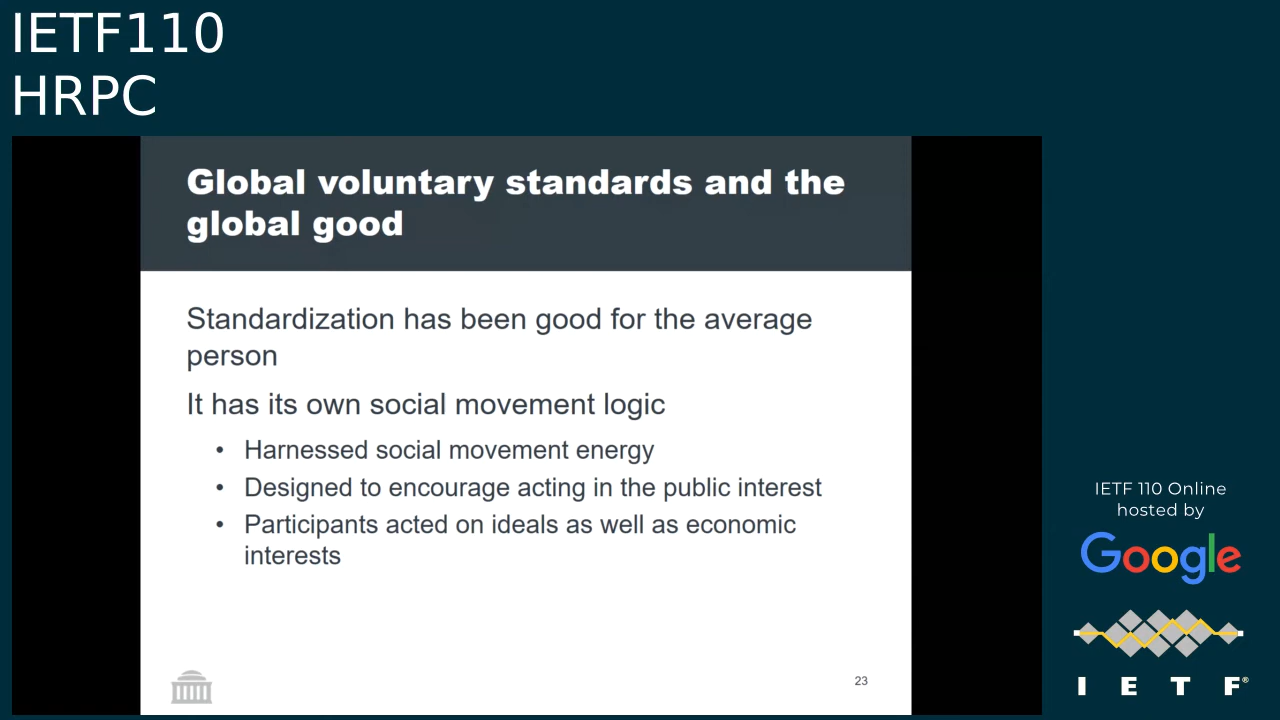 IETF110
HRPC
Global voluntary standards and the
global good
Standardization has been good for the average
person
It has its own social movement logic
• Harnessed social movement energy
• Designed to encourage acting in the public interest
• Participants acted on ideals as well as economic
interests
23
IETF 110 Online
hosted by
Google
I E T F®